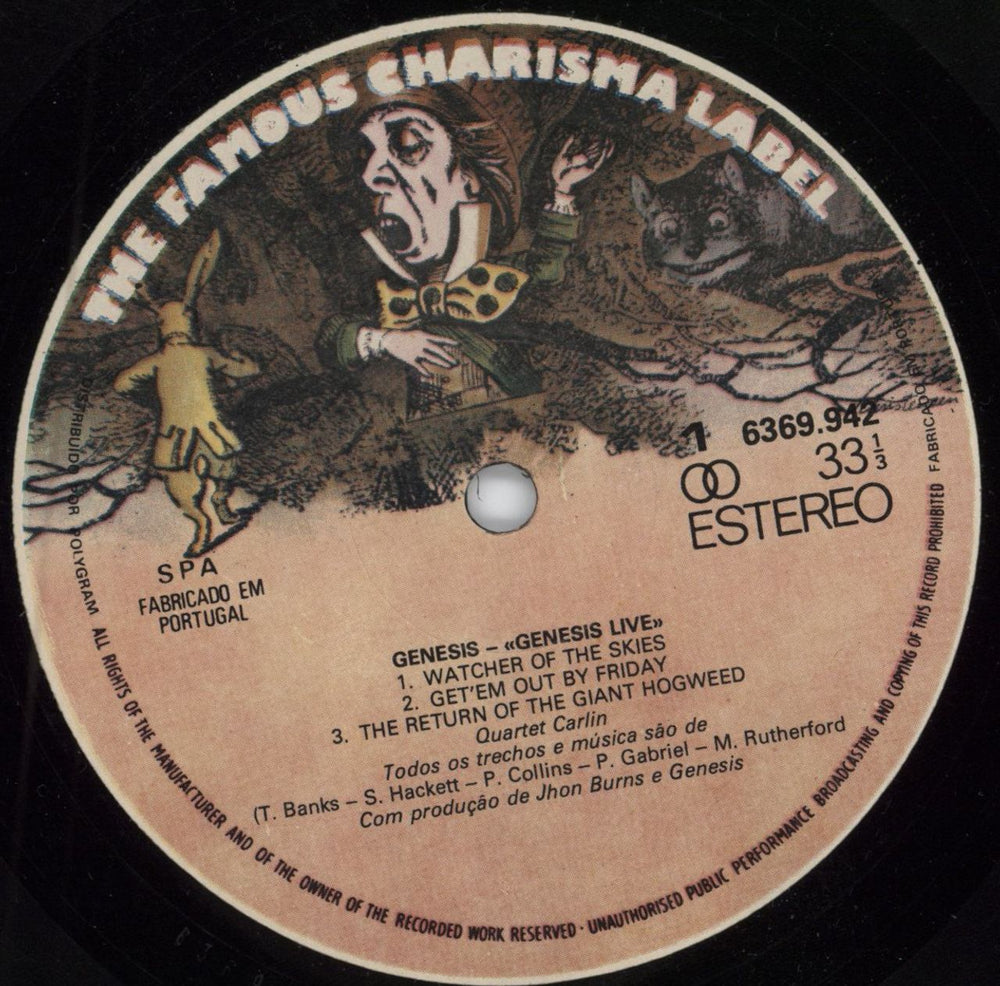 THE FAMOUS CHARISMA LABEL
1 6369.942
33 1/3
ESTEREO
SPA
FABRICADO EM
PORTUGAL
GENESIS – «GENESIS LIVE»
1. WATCHER OF THE SKIES
2. GET'EM OUT BY FRIDAY
3. THE RETURN OF THE GIANT HOGWEED
Quartet Carlin
Todos os trechos e música são de
(T. Banks – S. Hackett – P. Collins – P. Gabriel – M. Rutherford
Com produção de Jhon Burns e Genesis
DISTRIBUIDO POR POLYGRAM ALL RIGHTS OF THE MANUFACTURER AND OF THE OWNER OF THE RECORDED WORK RESERVED · UNAUTHORISED PUBLIC PERFORMANCE BROADCASTING AND COPYING OF THIS RECORD PROHIBITED FABRICADO